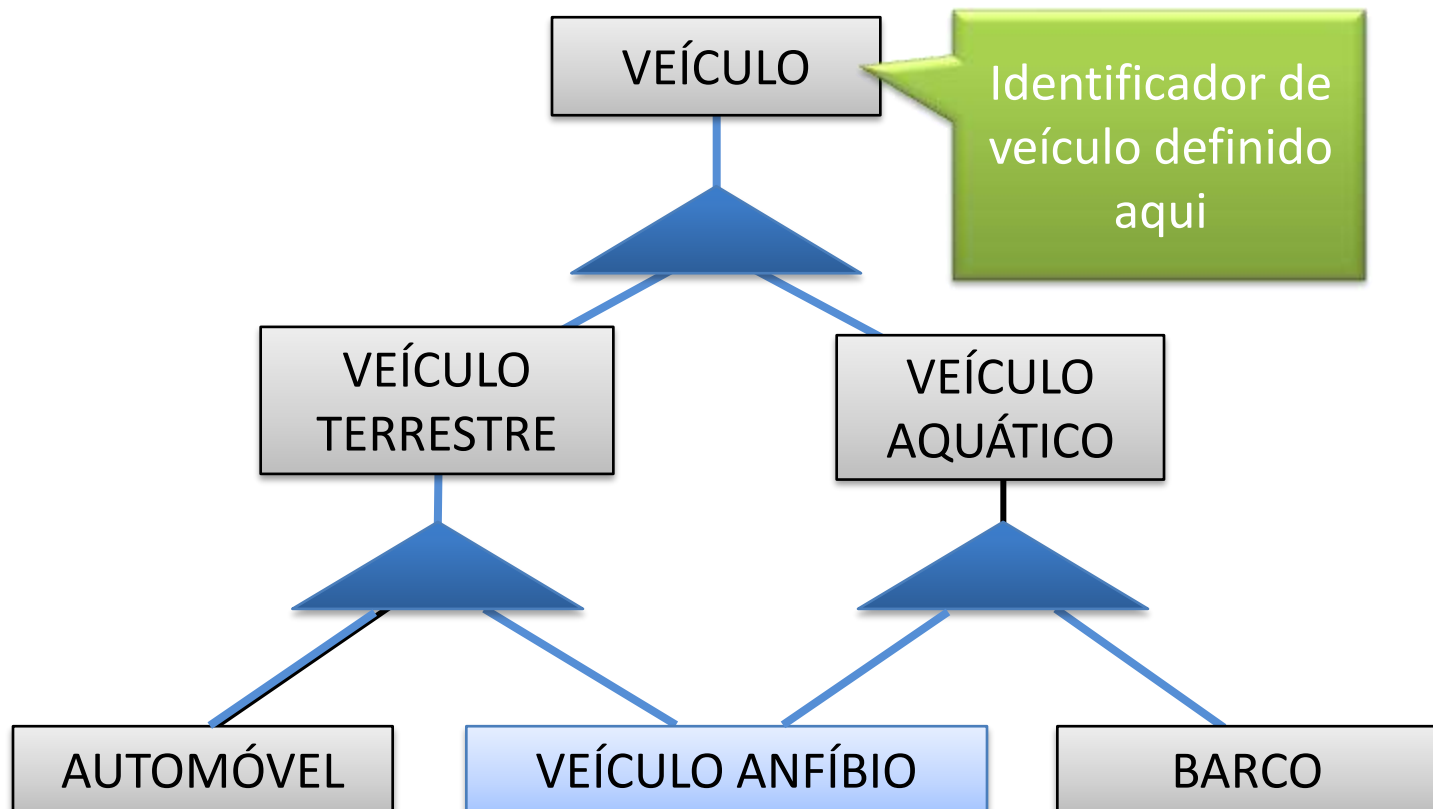 VEÍCULO
Identificador de
veículo definido
aqui
VEÍCULO
TERRESTRE
VEÍCULO
AQUÁTICO
AUTOMÓVEL
VEÍCULO ANFÍBIO
BARCO